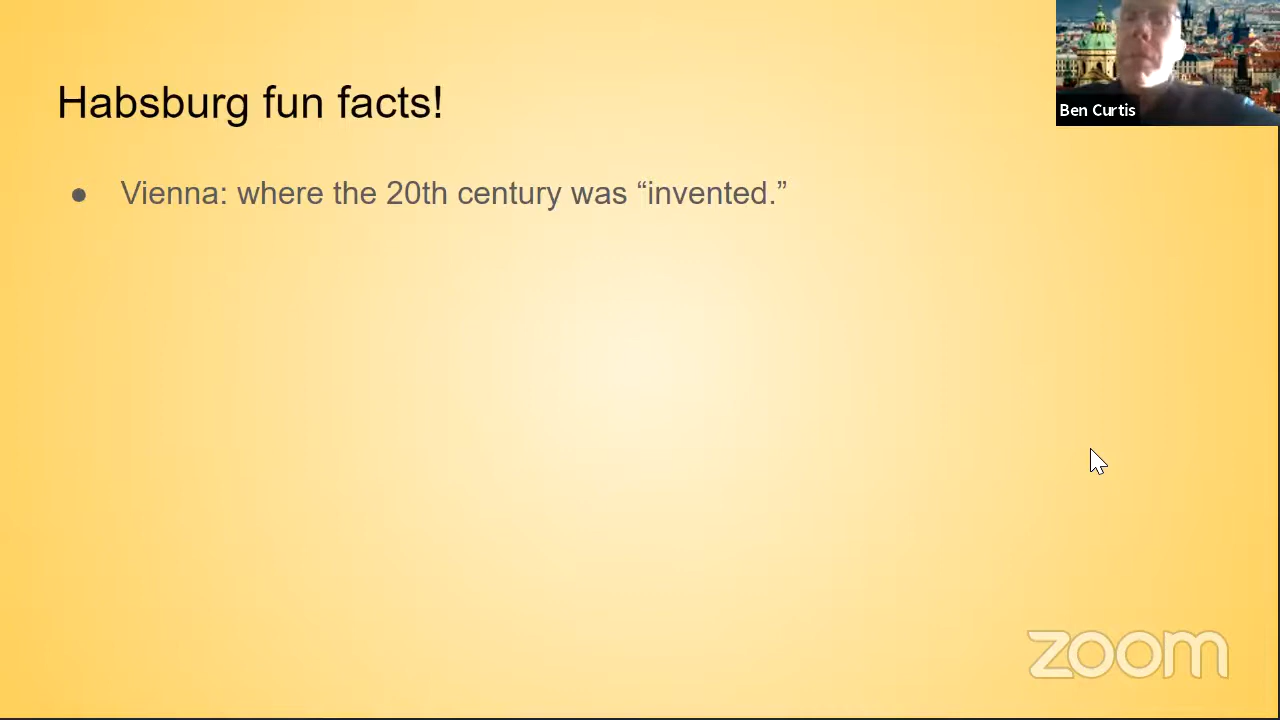 Ben Curtis
Habsburg fun facts!
● Vienna: where the 20th century was “invented.”
zoom